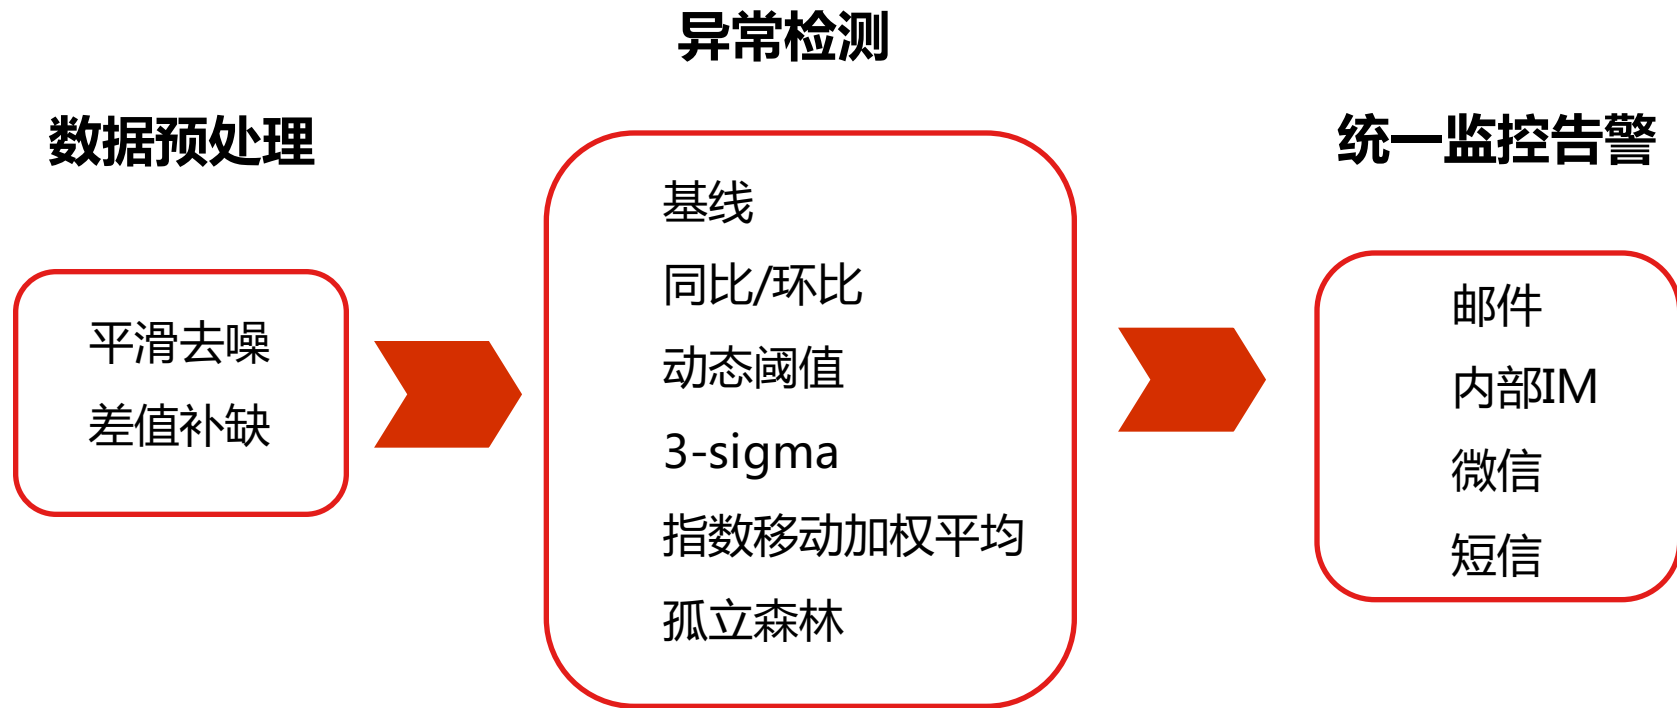 数据预处理
平滑去噪
差值补缺
异常检测
基线
同比/环比
动态阈值
3-sigma
指数移动加权平均
孤立森林
统一监控告警
邮件
内部IM
微信
短信